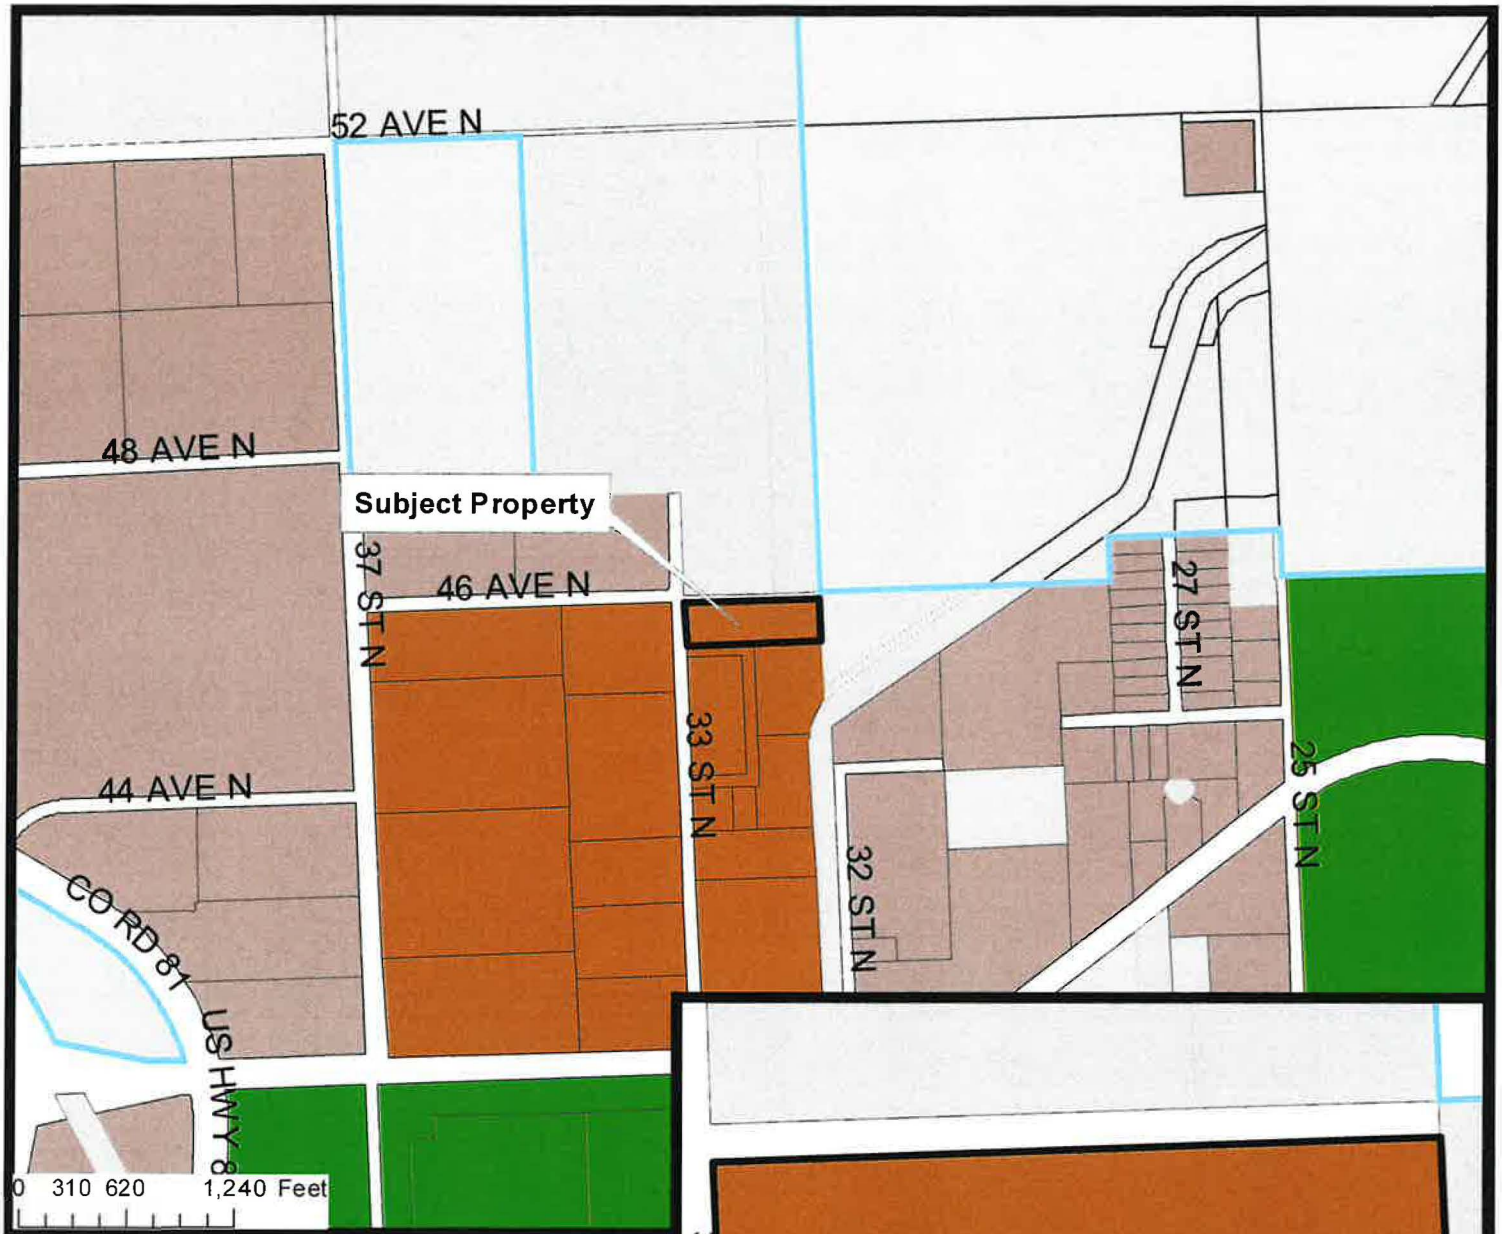 52 AVE N
48 AVE N
Subject Property
37 ST N
46 AVE N
27 ST N
33 ST N
25 ST N
44 AVE N
32 ST N
CO RD 81
US HWY 8
0 310 620 1,240 Feet